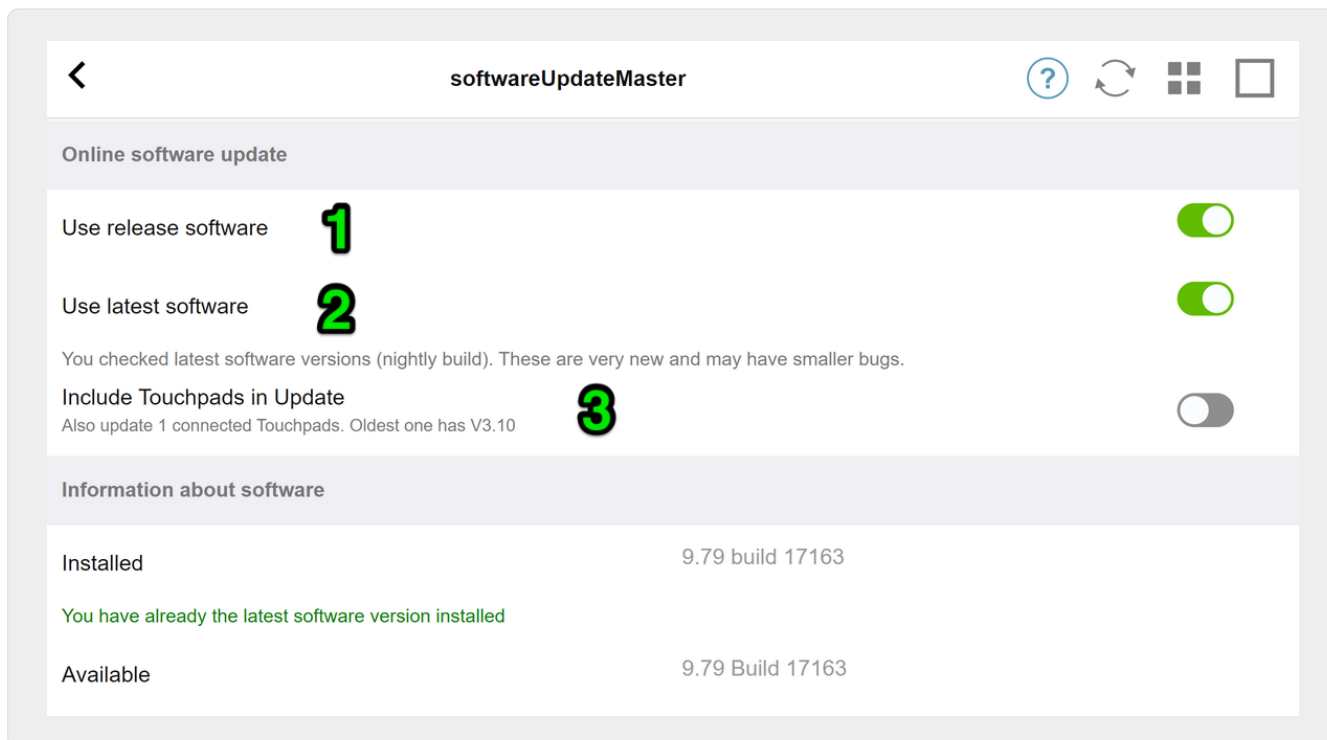 softwareUpdateMaster
?
Online software update
Use release software 1
Use latest software 2
You checked latest software versions (nightly build). These are very new and may have smaller bugs.
Include Touchpads in Update
Also update 1 connected Touchpads. Oldest one has V3.10
3
Information about software
Installed 9.79 build 17163
You have already the latest software version installed
Available 9.79 Build 17163